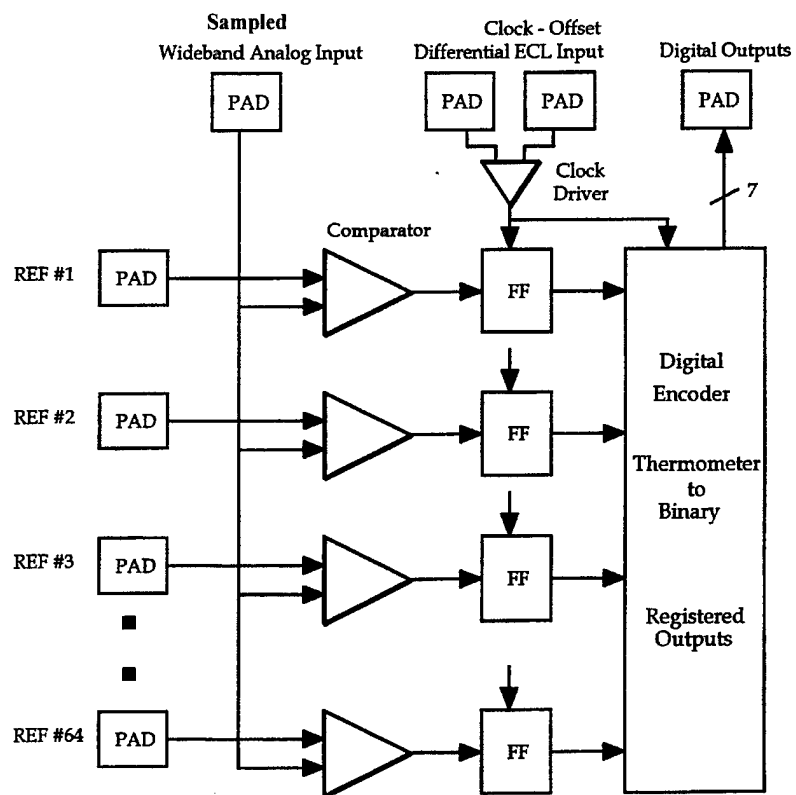 Sampled
Wideband Analog Input
Clock - Offset
Differential ECL Input
Digital Outputs
PAD
PAD
PAD
PAD
Clock
Driver
7
Comparator
REF #1
PAD
FF
REF #2
PAD
FF
Digital
Encoder
Thermometer
to
Binary
REF #3
PAD
FF
Registered
Outputs
REF #64
PAD
FF